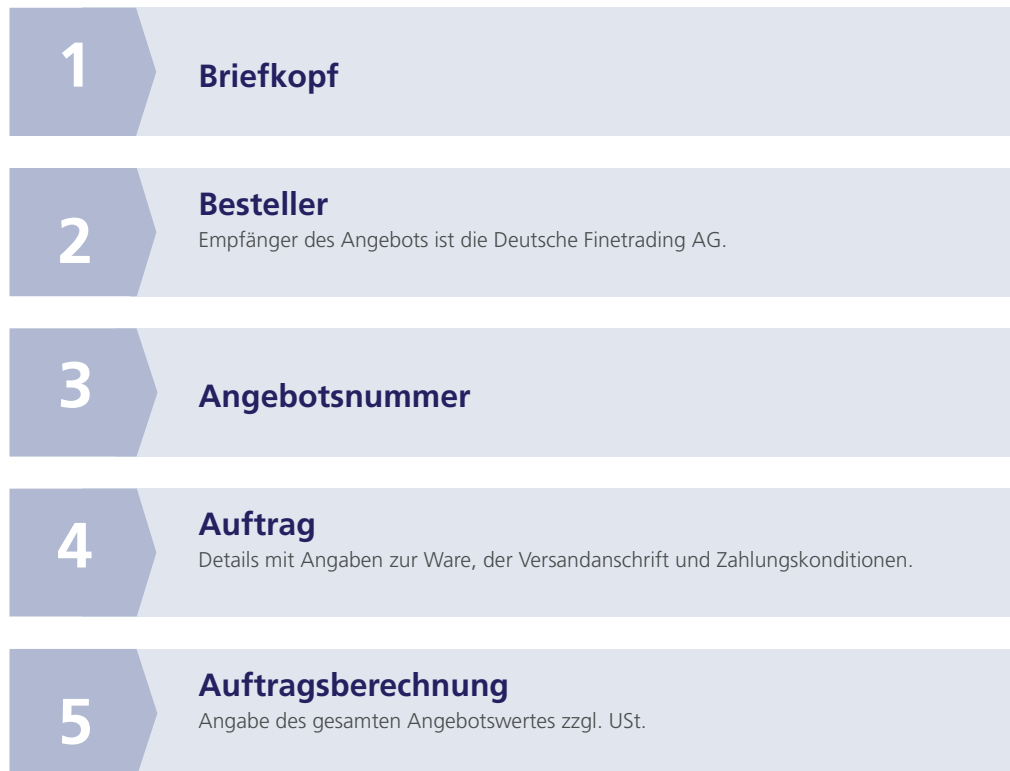 1
Briefkopf
2
Besteller
Empfänger des Angebots ist die Deutsche Finetrading AG.
3
Angebotsnummer
4
Auftrag
Details mit Angaben zur Ware, der Versandanschrift und Zahlungskonditionen.
5
Auftragsberechnung
Angabe des gesamten Angebotswertes zzgl. USt.